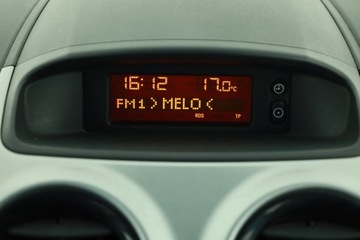 16:12 17.0°C
FM1 > MELO <
RDS TP